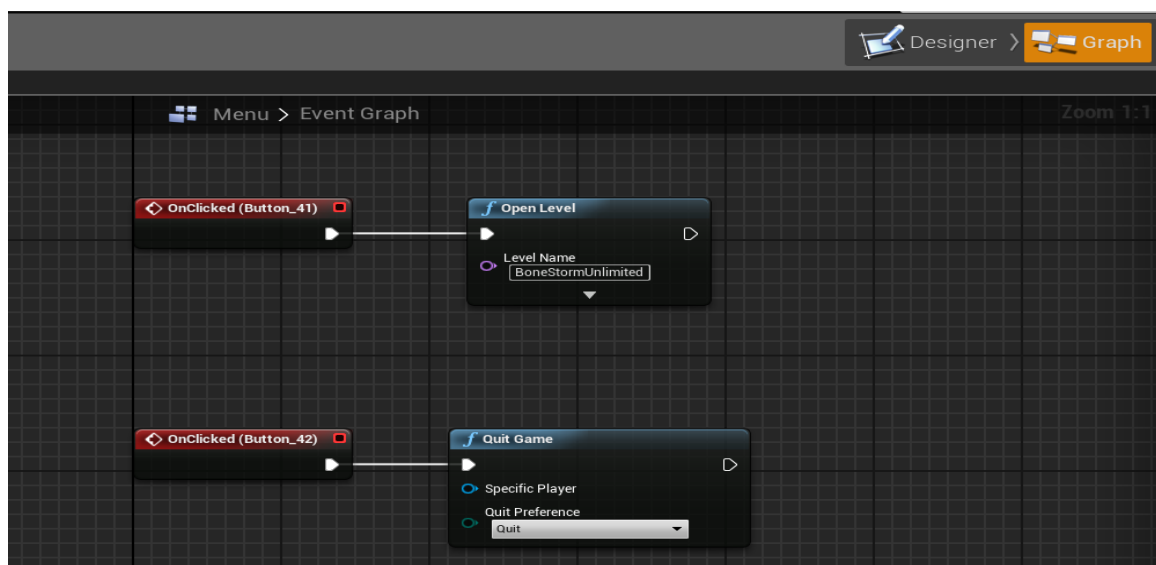 Designer > Graph
Menu > Event Graph
Zoom 1:1
OnClicked (Button_41)
f Open Level
Level Name
BoneStormUnlimited
OnClicked (Button_42)
f Quit Game
Specific Player
Quit Preference
Quit